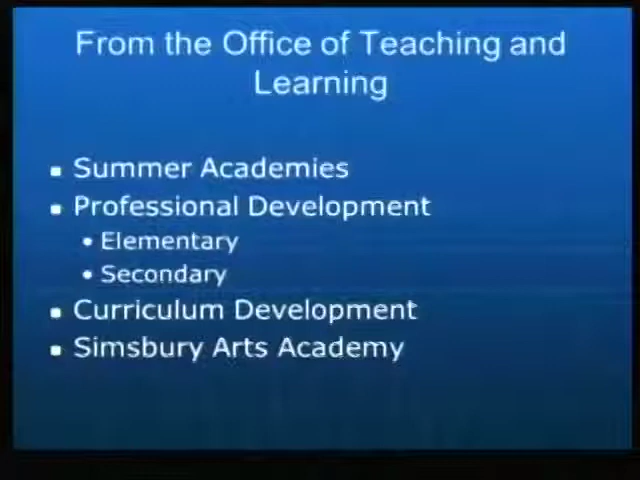 From the Office of Teaching and
Learning
Summer Academies
Professional Development
Elementary
Secondary
Curriculum Development
Simsbury Arts Academy